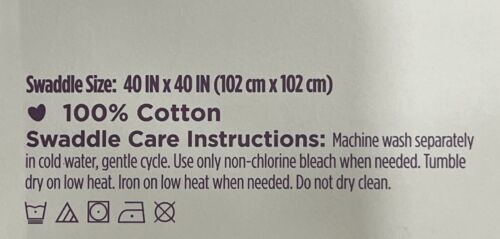 Swaddle Size: 40 IN x 40 IN (102 cm x 102 cm)
100% Cotton
Swaddle Care Instructions: Machine wash separately
in cold water, gentle cycle. Use only non-chlorine bleach when needed. Tumble
dry on low heat. Iron on low heat when needed. Do not dry clean.